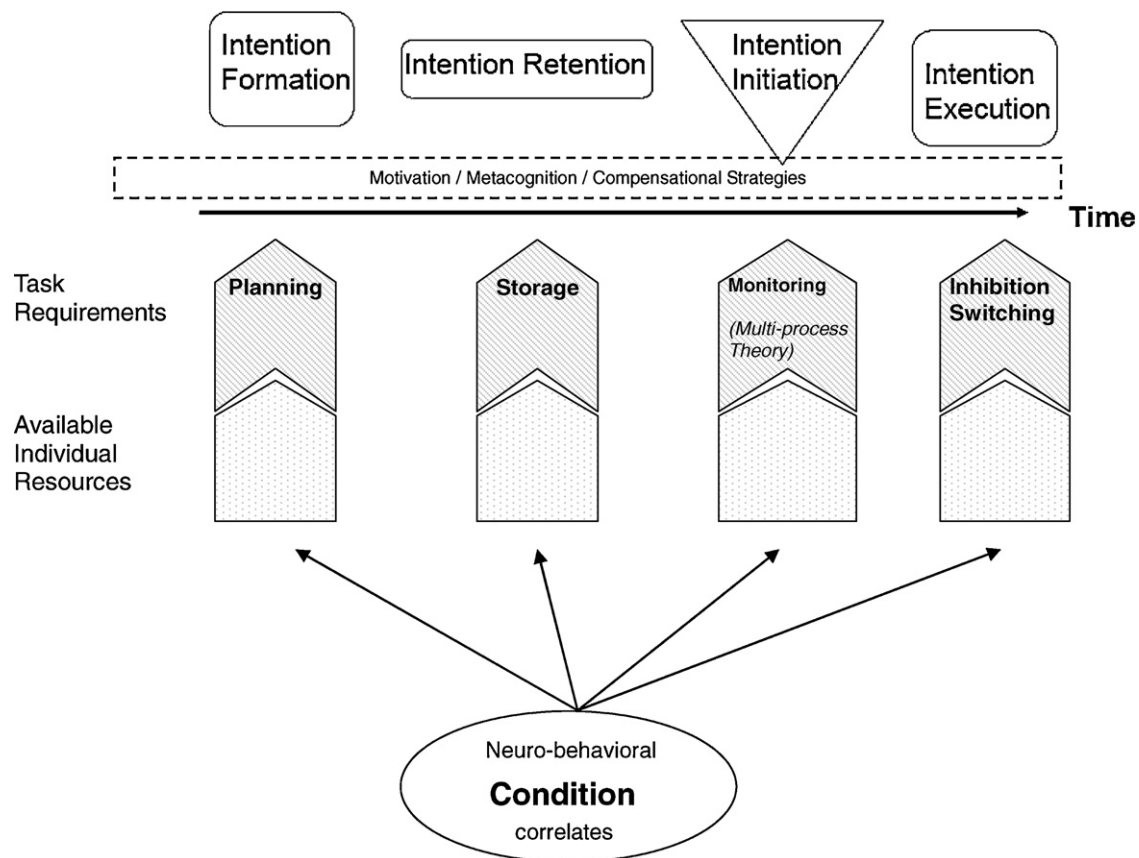 Intention
Formation
Intention Retention
Intention
Initiation
Intention
Execution
Motivation / Metacognition / Compensational Strategies
Time
Task
Requirements
Planning
Storage
Monitoring
(Multi-process
Theory)
Inhibition
Switching
Available
Individual
Resources
Neuro-behavioral
Condition
correlates